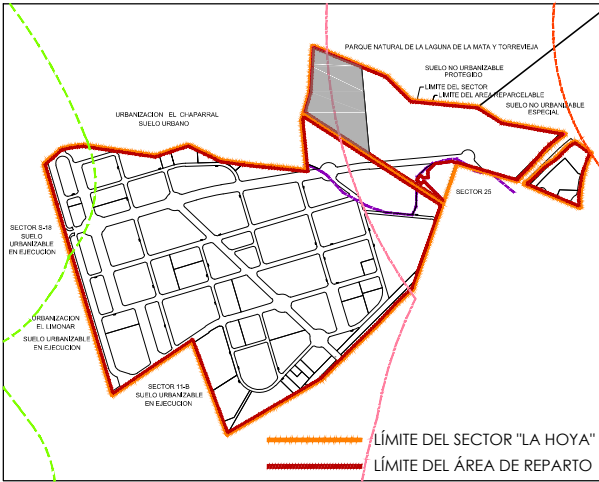 PARQUE NATURAL DE LA LAGUNA DE LA MATA Y TORREVIEJA
SUELO NO URBANIZABLE
PROTEGIDO
LIMITE DEL SECTOR
LIMITE DEL AREA REPARCELABLE
SUELO NO URBANIZABLE
ESPECIAL
URBANIZACION EL CHAPARRAL
SUELO URBANO
SECTOR 25
SECTOR S-18
SUELO
URBANIZABLE
EN EJECUCION
URBANIZACION
EL LIMONAR
SUELO URBANIZABLE
EN EJECUCION
SECTOR 11-B
SUELO URBANIZABLE
EN EJECUCION
LÍMITE DEL SECTOR "LA HOYA"
LÍMITE DEL ÁREA DE REPARTO